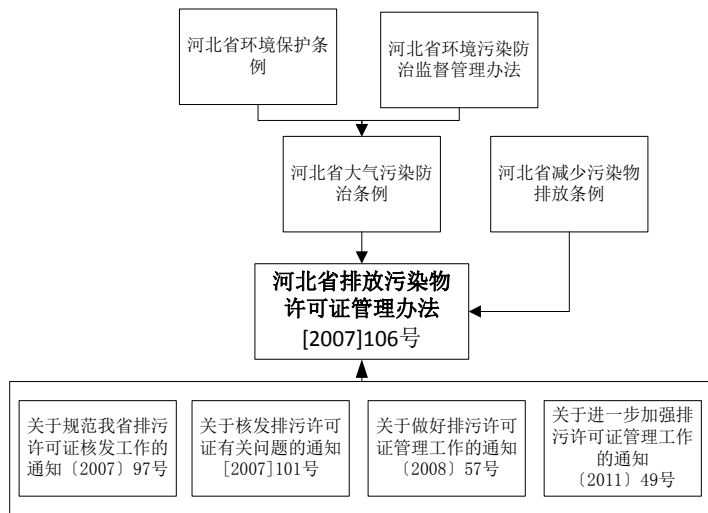 河北省环境保护条
例
河北省环境污染防
治监督管理办法
河北省大气污染防
治条例
河北省减少污染物
排放条例
河北省排放污染物
许可证管理办法
[2007]106号
关于规范我省排污
许可证核发工作的
通知〔2007〕97号
关于核发排污许可
证有关问题的通知
[2007]101号
关于做好排污许可
证管理工作的通知
〔2008〕57号
关于进一步加强排
污许可证管理工作
的通知
〔2011〕49号